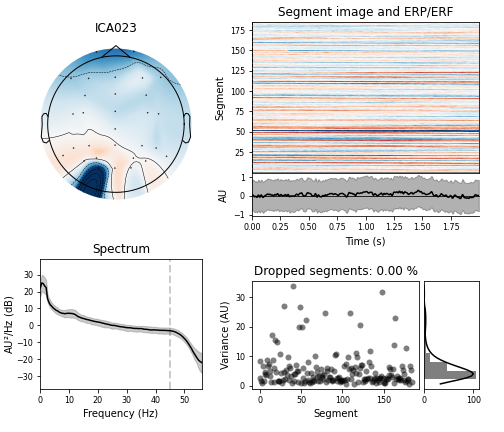 ICA023
Segment image and ERP/ERF
Segment
175
150
125
100
75
50
25
AU
1
0
−1
0.00 0.25 0.50 0.75 1.00 1.25 1.50 1.75
Time (s)
Spectrum
AU²/Hz (dB)
30
20
10
0
−10
−20
−30
0 10 20 30 40 50
Frequency (Hz)
Dropped segments: 0.00 %
Variance (AU)
30
20
10
0
0 50 100 150
Segment
0 100